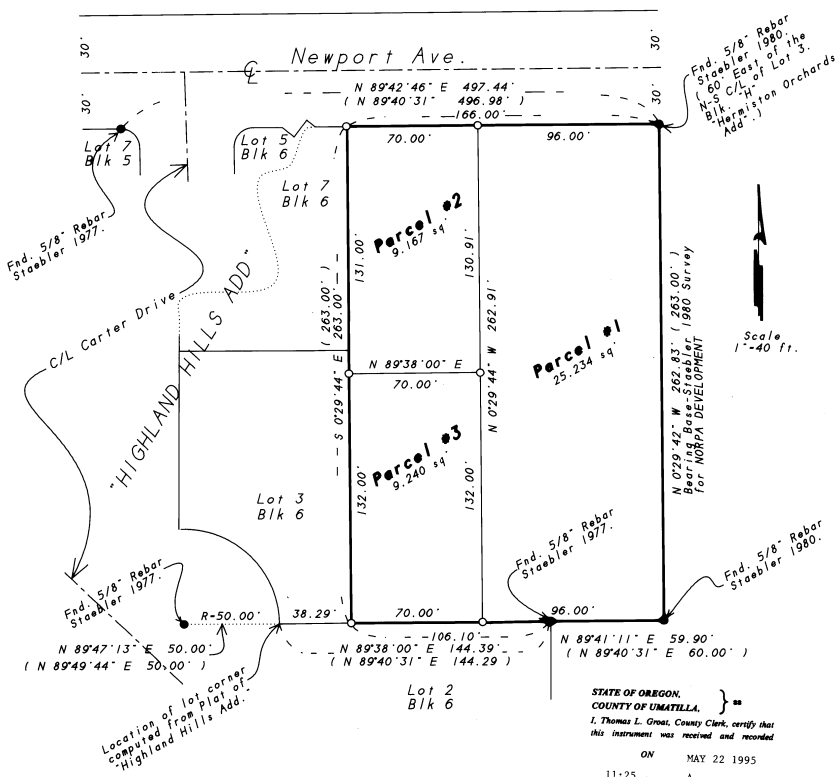 30.'
30.'
Newport Ave.
℄
30.'
30.'
N 89°42'46" E 497.44'
( N 89°40'31" E 496.98' )
166.00'
70.00'
96.00'
Fnd. 5/8" Rebar
Staebler 1980.
( 60' East of the
N-S C/L of Lot 3.
Blk. "H"
"Hermiston Orchards
Add".)
Lot 7
Blk 5
Lot 5
Blk 6
Lot 7
Blk 6
Fnd. 5/8" Rebar
Staebler 1977.
Parcel #2
9.167 sq'
131.00'
130.91'
( 263.00' )
S 0°29'44" E 263.00'
N 0°29'44" W 262.91'
N 0°29'42" W 262.83' ( 263.00' )
Bearing Base-Staebler 1980 Survey
for NORPA DEVELOPMENT
Scale
1"-40 ft.
Parcel #1
25.234 sq'
C/L Carter Drive
"HIGHLAND HILLS ADD"
N 89°38'00" E
70.00'
Parcel #3
9.240 sq'
132.00'
132.00'
Lot 3
Blk 6
Fnd. 5/8" Rebar
Staebler 1977.
Fnd. 5/8" Rebar
Staebler 1977.
Fnd. 5/8" Rebar
Staebler 1980.
R-50.00'
38.29'
70.00'
96.00'
106.10'
N 89°47'13" E 50.00'
( N 89°49'44" E 50.00' )
N 89°38'00" E 144.39'
( N 89°40'31" E 144.29' )
N 89°41'11" E 59.90'
( N 89°40'31" E 60.00' )
Location of lot corner
computed from Plat of
"Highland Hills Add."
Lot 2
Blk 6
STATE OF OREGON,
COUNTY OF UMATILLA, } ss
I, Thomas L. Groat, County Clerk, certify that
this instrument was received and recorded
ON MAY 22 1995
11:25 A